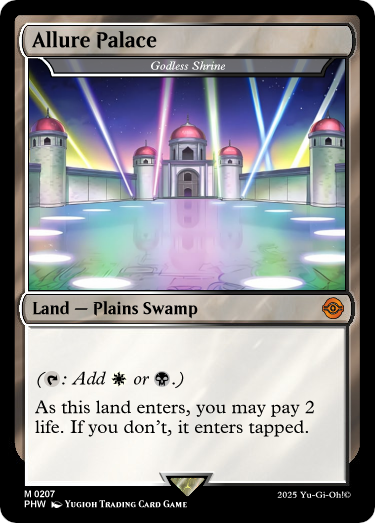 Allure Palace
Godless Shrine
Land — Plains Swamp
(: Add or .)
As this land enters, you may pay 2
life. If you don't, it enters tapped.
M 0207
PHW Yugioh Trading Card Game
2025 Yu-Gi-Oh!©